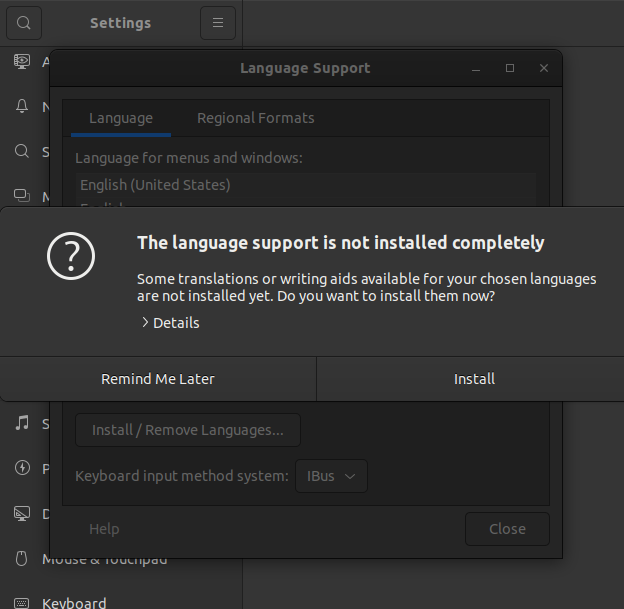 Settings
Language Support
Language
Regional Formats
Language for menus and windows:
English (United States)
The language support is not installed completely
Some translations or writing aids available for your chosen languages
are not installed yet. Do you want to install them now?
Details
Remind Me Later
Install
Install / Remove Languages...
Keyboard input method system:
IBus
Help
Close
Mouse & Touchpad
Keyboard